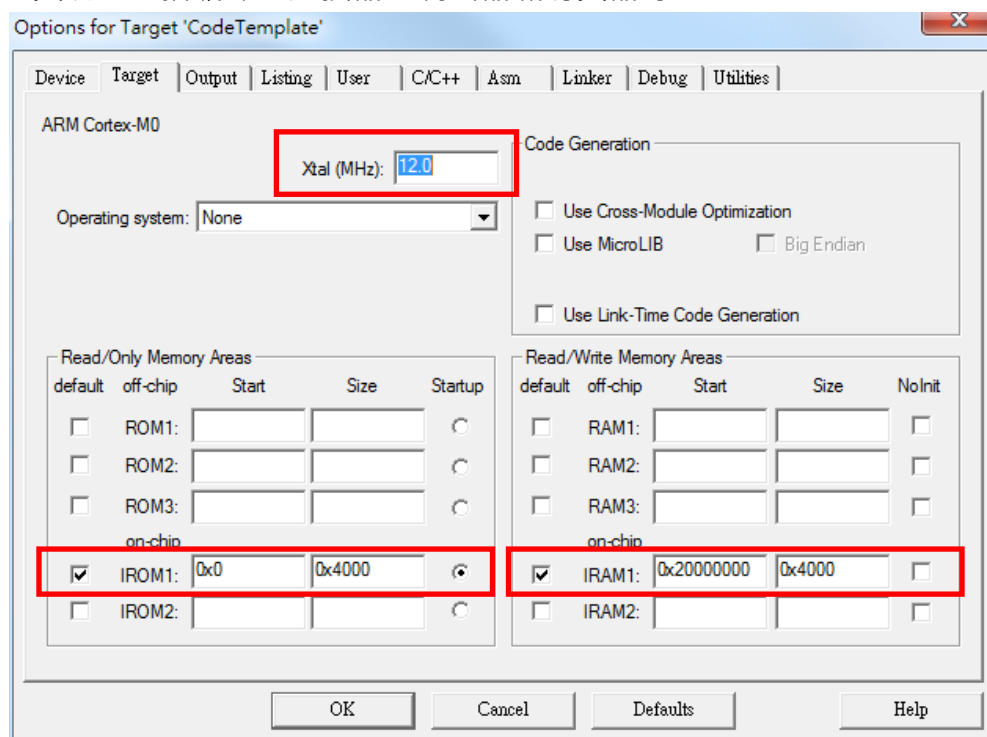 Options for Target 'CodeTemplate'
Device Target Output Listing User C/C++ Asm Linker Debug Utilities
ARM Cortex-M0
Xtal (MHz): 12.0
Operating system: None
Code Generation
Use Cross-Module Optimization
Use MicroLIB Big Endian
Use Link-Time Code Generation
Read/Only Memory Areas
default off-chip Start Size Startup
ROM1:
ROM2:
ROM3:
on-chip
IROM1: 0x0 0x4000
IROM2:
Read/Write Memory Areas
default off-chip Start Size NoInit
RAM1:
RAM2:
RAM3:
on-chip
IRAM1: 0x20000000 0x4000
IRAM2:
OK Cancel Defaults Help